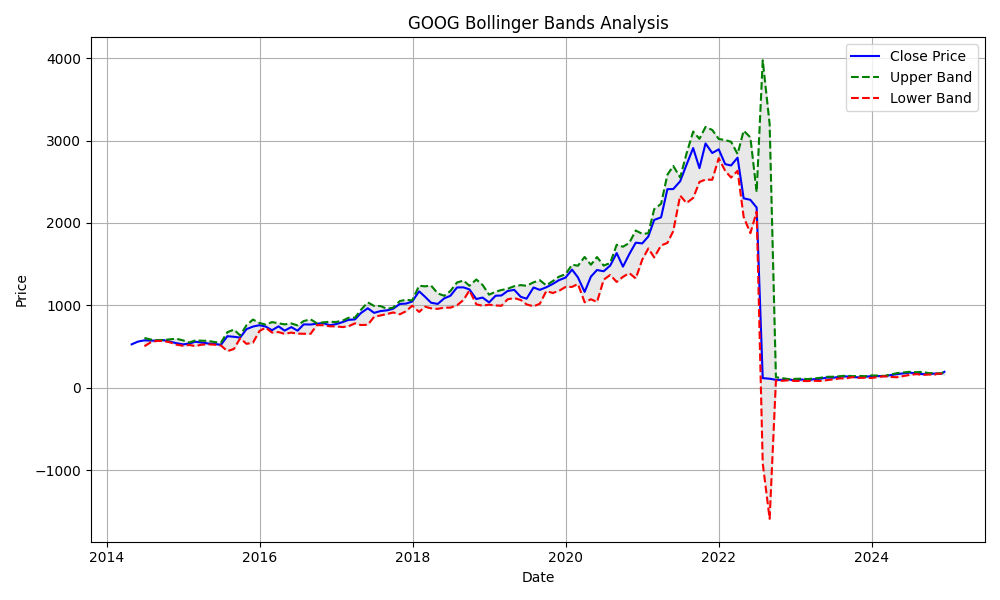 GOOG Bollinger Bands Analysis
Close Price
Upper Band
Lower Band
4000
3000
2000
1000
0
−1000
Price
2014
2016
2018
2020
2022
2024
Date